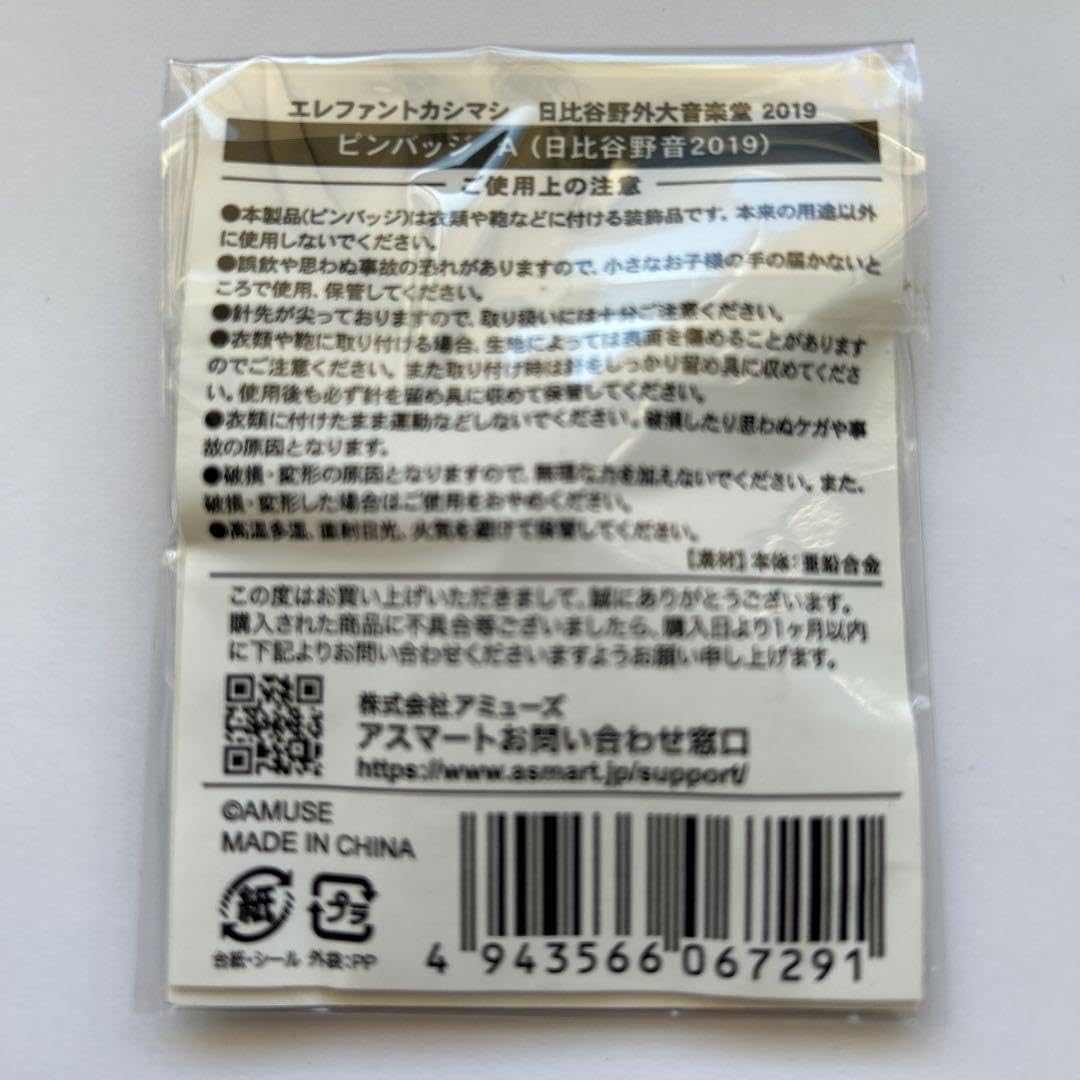 エレファントカシマシ 日比谷野外大音楽堂 2019
ピンバッジ A (日比谷野音2019)
ご使用上の注意
●本製品(ピンバッジ)は衣類や鞄などに付ける装飾品です。本来の用途以外
に使用しないでください。
●誤飲や思わぬ事故の恐れがありますので、小さなお子様の手の届かないと
ころで使用、保管してください。
●針先が尖っておりますので、取り扱いには十分ご注意ください。
●衣類や鞄に取り付ける場合、生地によっては表面を傷めることがあります
のでご注意ください。また取り付け時は針をしっかり留め具に収めてくださ
い。使用後も必ず針を留め具に収めて保管してください。
●衣類に付けたまま運動などしないでください。破損したり思わぬケガや事
故の原因となります。
●破損・変形の原因となりますので、無理な力を加えないでください。また、
破損・変形した場合はご使用をおやめください。
●高温多湿、直射日光、火気を避けて保管してください。
【素材】本体:亜鉛合金
この度はお買い上げいただきまして、誠にありがとうございます。
購入された商品に不具合等ございましたら、購入日より1ヶ月以内
に下記よりお問い合わせくださいますようお願い申し上げます。
株式会社アミューズ
アスマートお問い合わせ窓口
https://www.asmart.jp/support/
©AMUSE
MADE IN CHINA
紙 プラ
台紙・シール 外袋:PP
4 943566 067291